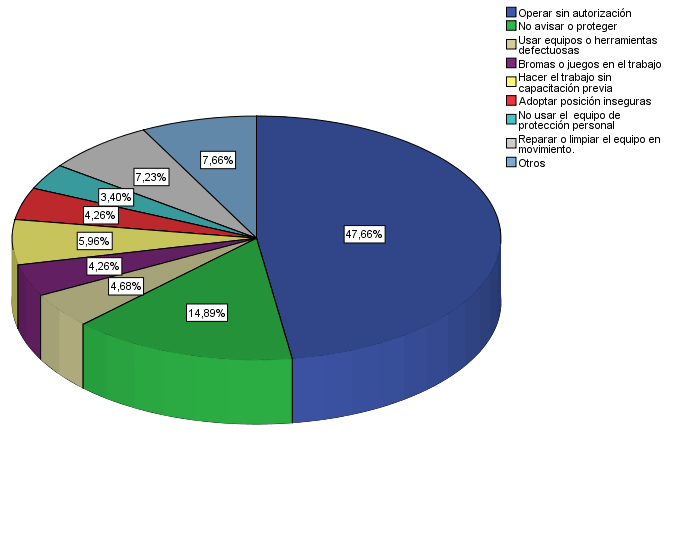 Operar sin autorización
No avisar o proteger
Usar equipos o herramientas
defectuosas
Bromas o juegos en el trabajo
Hacer el trabajo sin
capacitación previa
Adoptar posición inseguras
No usar el  equipo de
protección personal
Reparar o limpiar el equipo en
movimiento.
Otros
7,66%
7,23%
3,40%
4,26%
5,96%
4,26%
4,68%
14,89%
47,66%